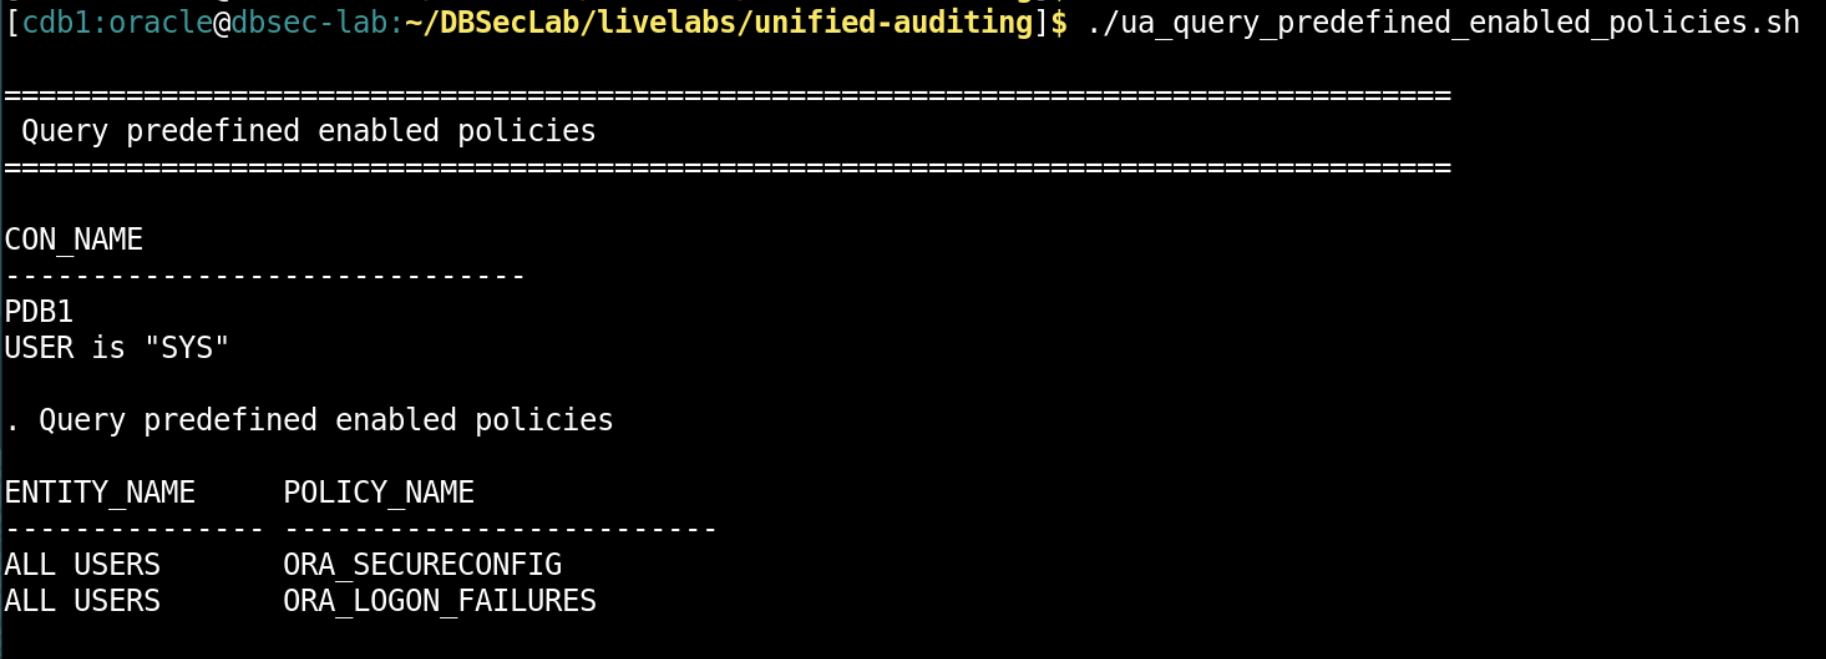 [cdb1:oracle@dbsec-lab:~/DBSecLab/livelabs/unified-auditing]$ ./ua_query_predefined_enabled_policies.sh
===================================================================================
Query predefined enabled policies
===================================================================================
CON_NAME
------------------------------
PDB1
USER is "SYS"
. Query predefined enabled policies
ENTITY_NAME     POLICY_NAME
--------------- -------------------------
ALL USERS       ORA_SECURECONFIG
ALL USERS       ORA_LOGON_FAILURES